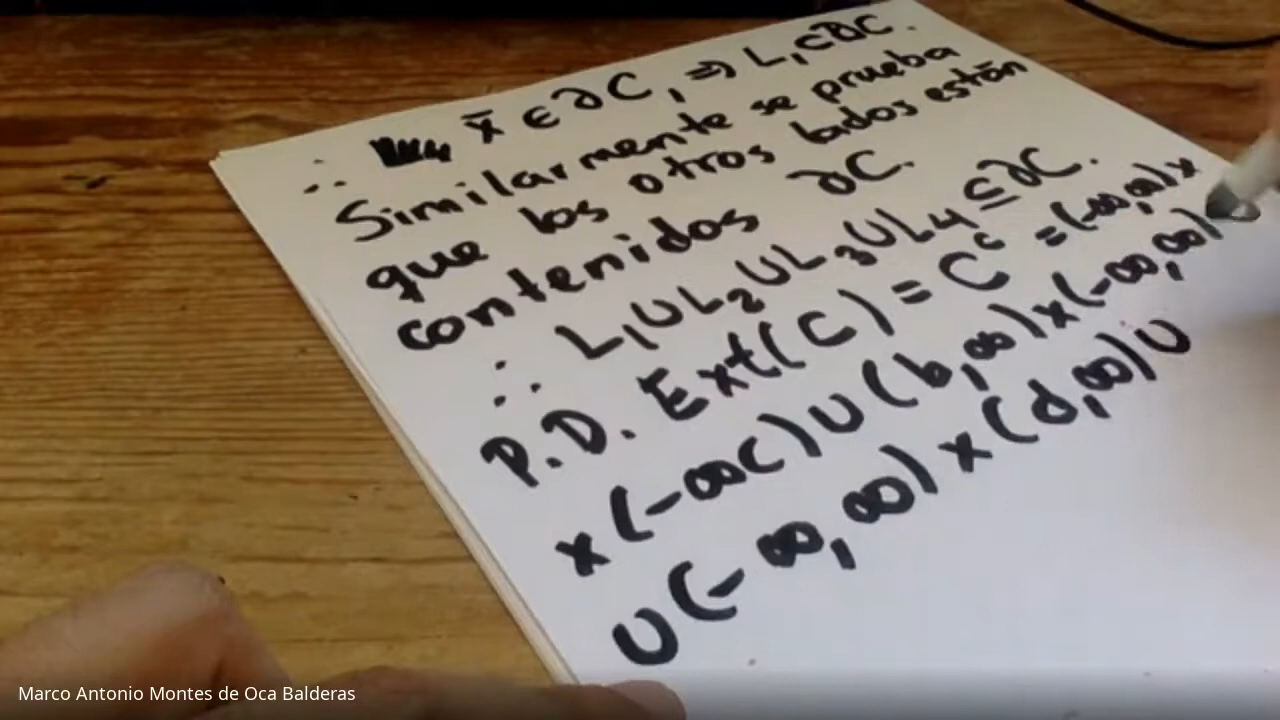 ∴ x̄ ∈ ∂C, ⇒ L₁⊂∂C.
Similarmente se prueba
que los otros lados están
contenidos ∂C.
∴ L₁∪L₂∪L₃∪L₄ ⊆ ∂C.
P.D. Ext(C) = Cᶜ = (-∞,∞)x
x(-∞c)∪(b,∞)x(-∞,∞)∪
∪(-∞,∞)x(d,∞)∪
Marco Antonio Montes de Oca Balderas